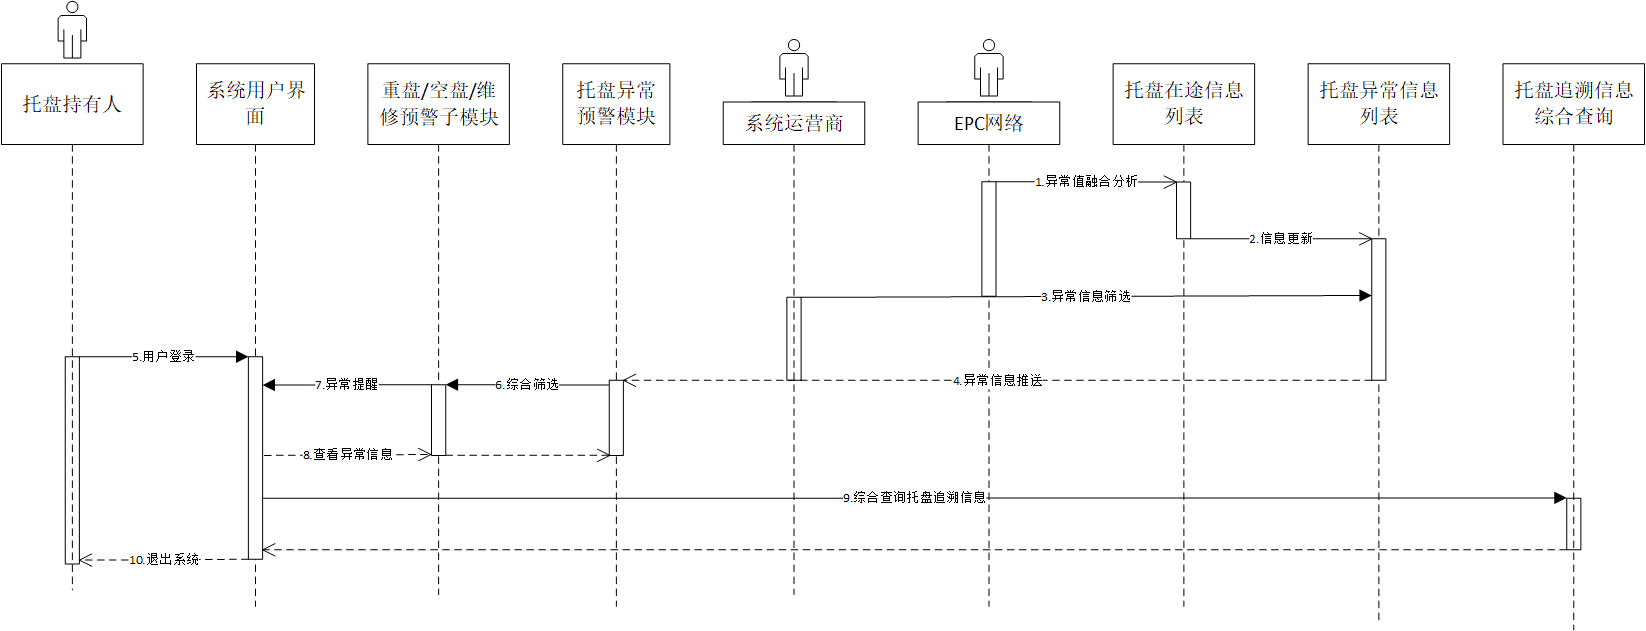 托盘持有人
系统用户界
面
重盘/空盘/维
修预警子模块
托盘异常
预警模块
系统运营商
EPC网络
托盘在途信息
列表
托盘异常信息
列表
托盘追溯信息
综合查询
1.异常值融合分析
2.信息更新
3.异常信息筛选
5.用户登录
7.异常提醒
6.综合筛选
4.异常信息推送
8.查看异常信息
9.综合查询托盘追溯信息
10.退出系统